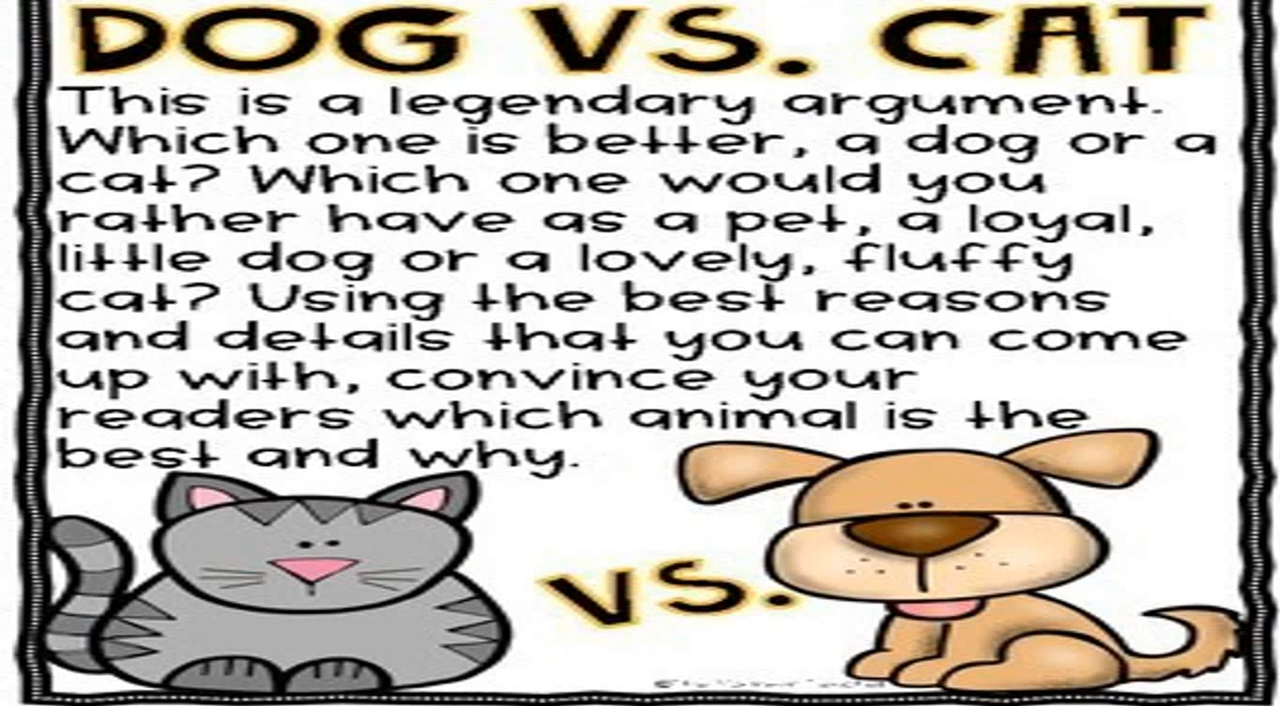 DOG VS. CAT
This is a legendary argument.
Which one is better, a dog or a
cat? Which one would you
rather have as a pet, a loyal,
little dog or a lovely, fluffy
cat? Using the best reasons
and details that you can come
up with, convince your
readers which animal is the
best and why.
VS.